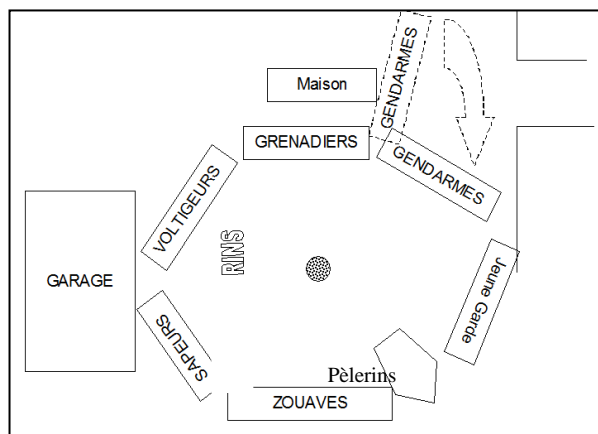 Maison
GENDARMES
GRENADIERS
GENDARMES
VOLTIGEURS
RINS
GARAGE
Jeune Garde
SAPEURS
Pèlerins
ZOUAVES